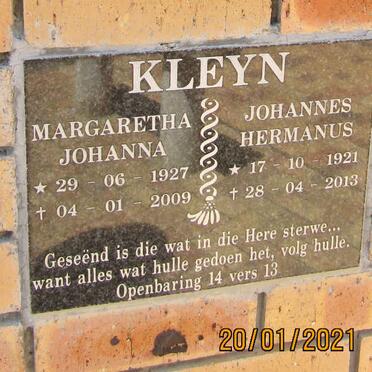 KLEYN
MARGARETHA
JOHANNA
★ 29 - 06 - 1927
† 04 - 01 - 2009
JOHANNES
HERMANUS
★ 17 - 10 - 1921
† 28 - 04 - 2013
Geseënd is die wat in die Here sterwe...
want alles wat hulle gedoen het, volg hulle.
Openbaring 14 vers 13
20/01/2021